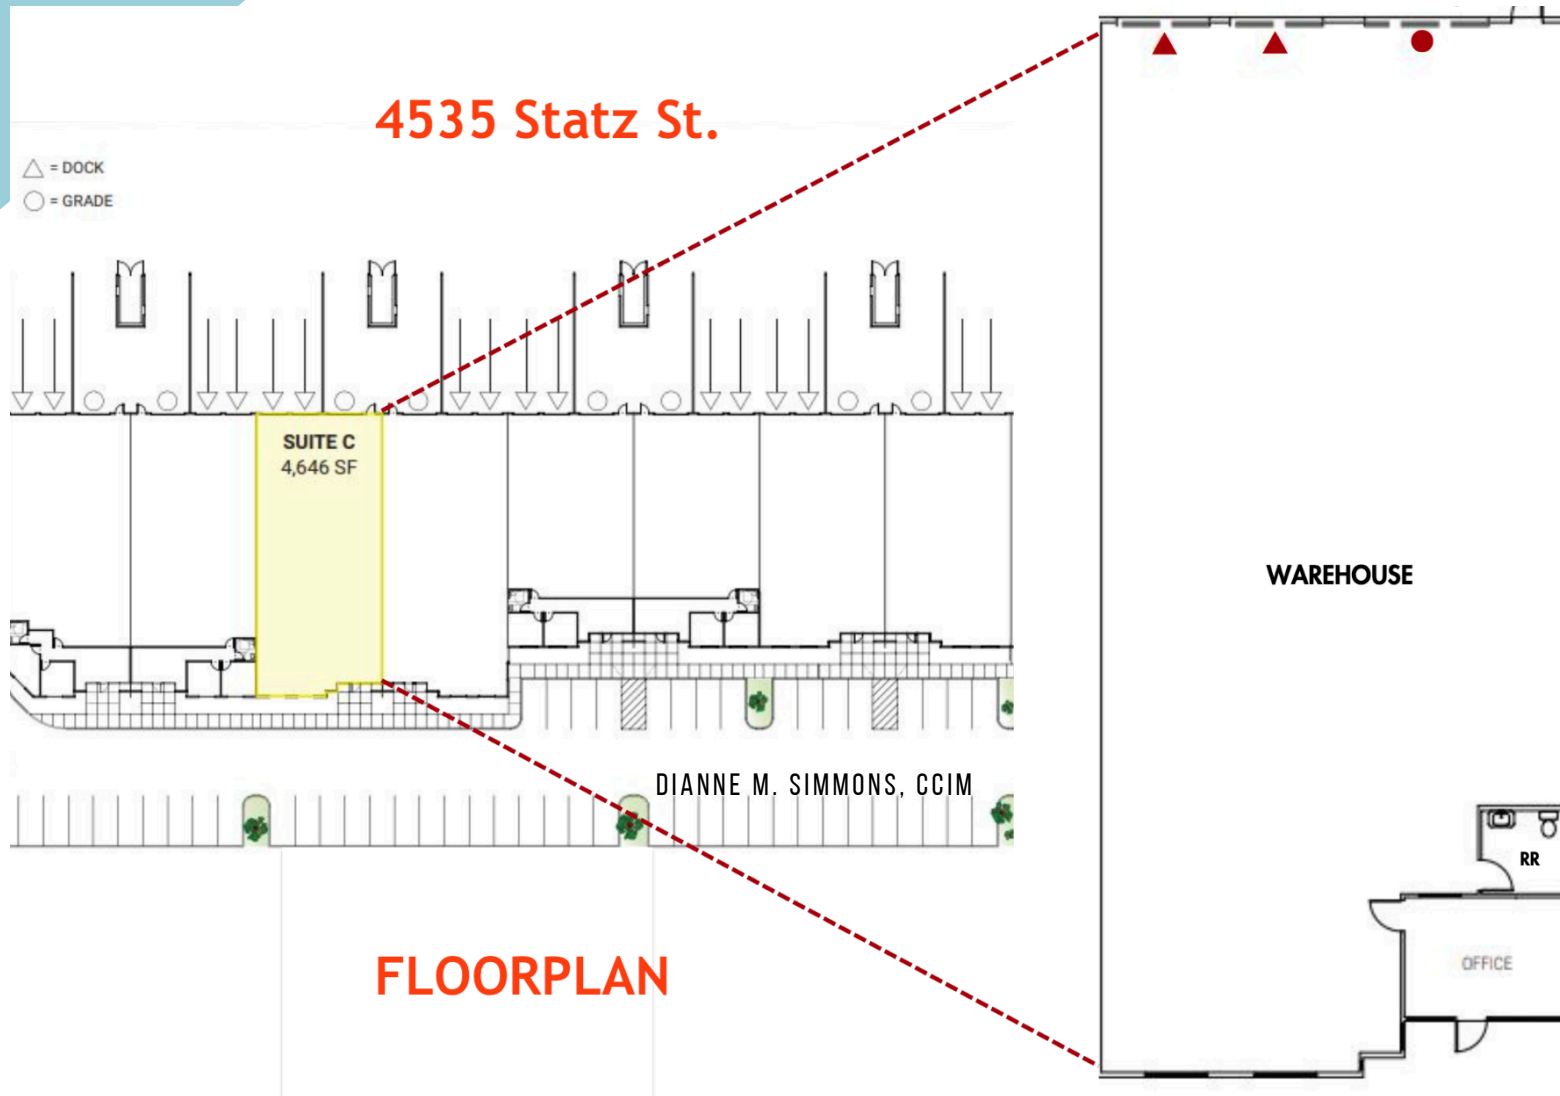 4535 Statz St.
= DOCK
= GRADE
SUITE C
4,646 SF
WAREHOUSE
DIANNE M. SIMMONS, CCIM
RR
OFFICE
FLOORPLAN